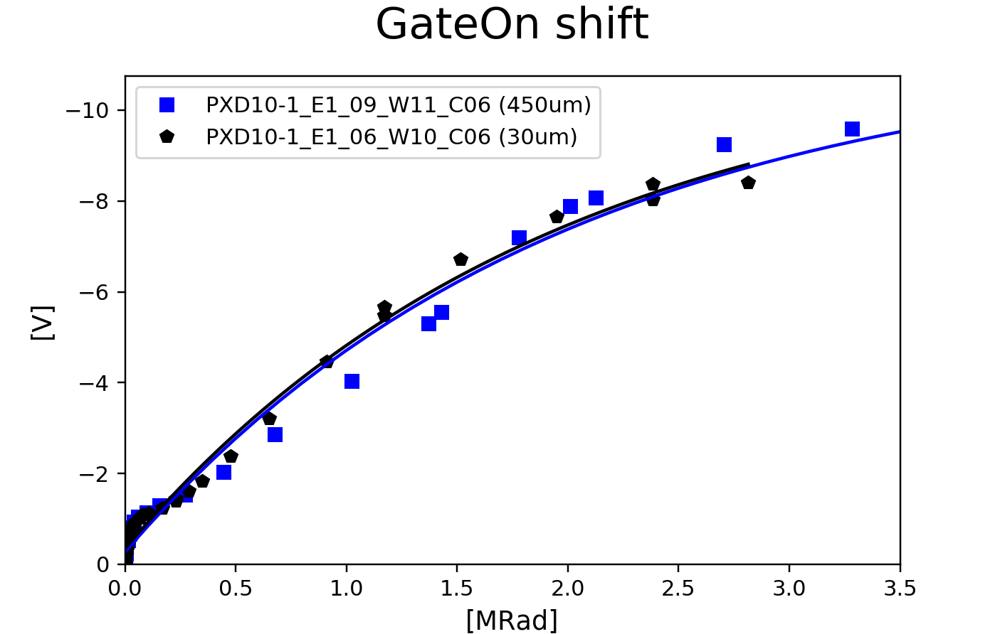 GateOn shift
PXD10-1_E1_09_W11_C06 (450um)
PXD10-1_E1_06_W10_C06 (30um)
−10
−8
−6
−4
−2
0
[V]
0.0 0.5 1.0 1.5 2.0 2.5 3.0 3.5
[MRad]